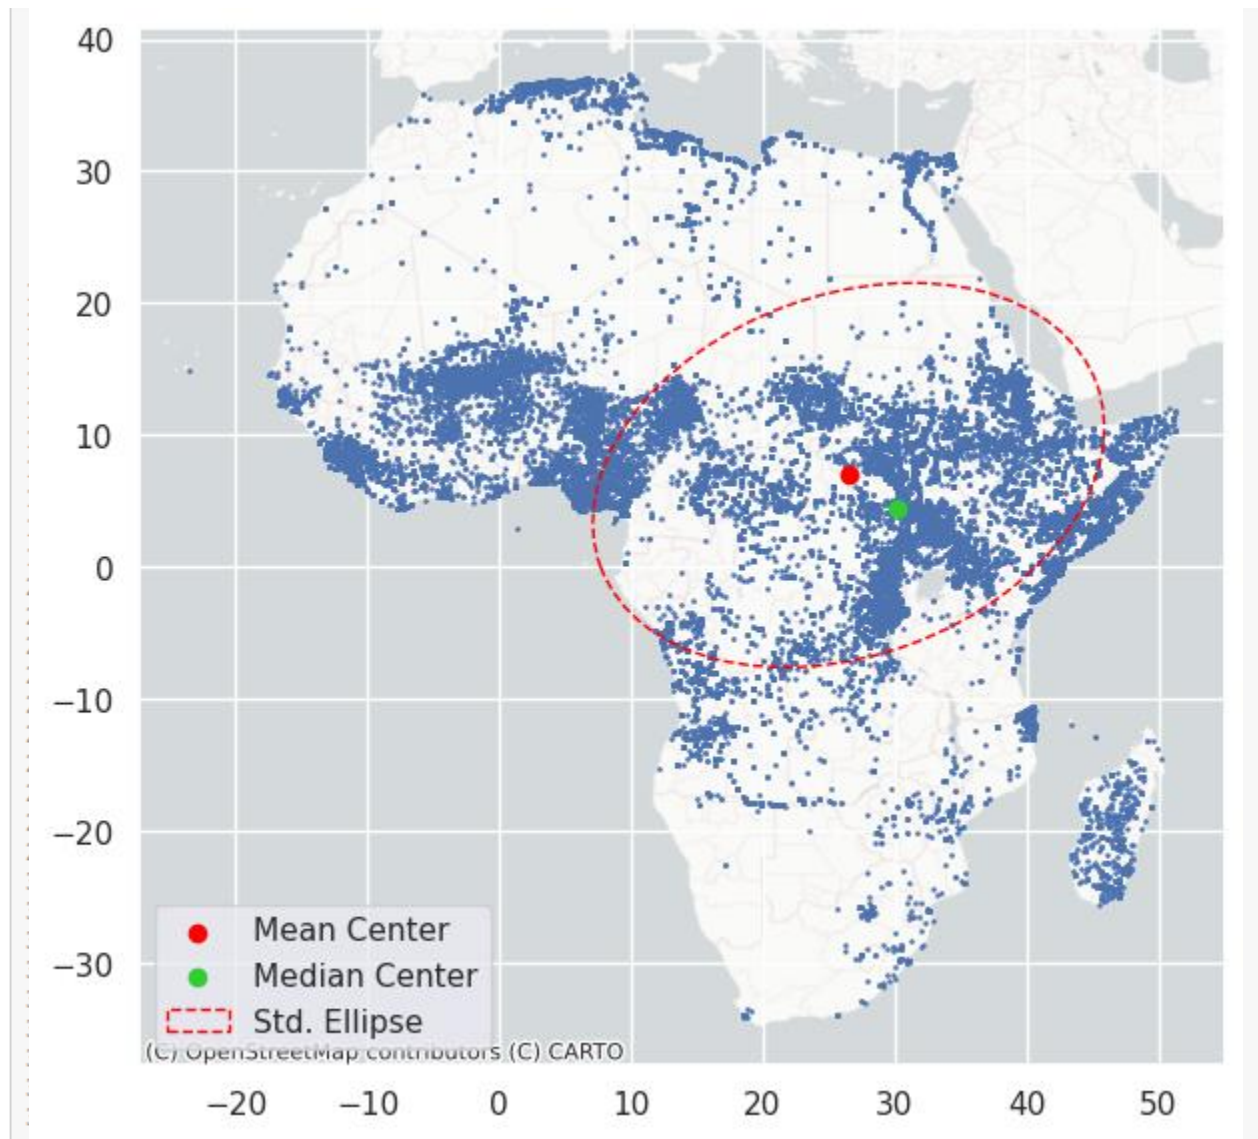 40
30
20
10
0
−10
−20
−30
Mean Center
Median Center
Std. Ellipse
(C) OpenStreetMap contributors (C) CARTO
−20 −10 0 10 20 30 40 50